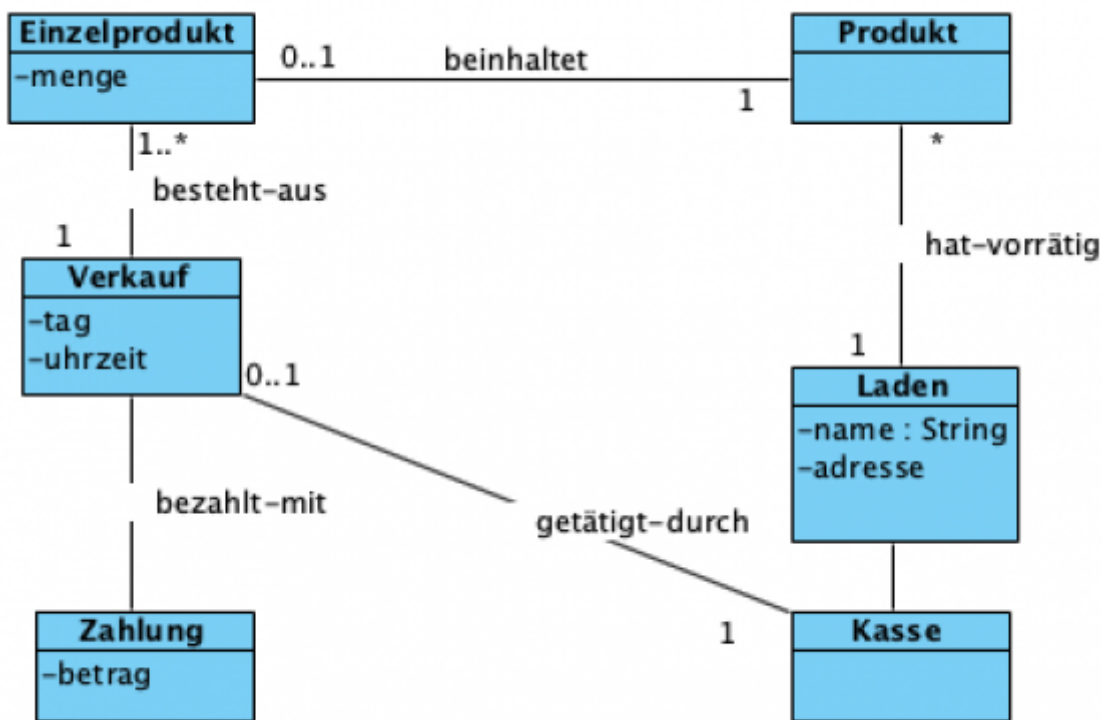 Einzelprodukt
-menge
0..1
beinhaltet
1
Produkt
1..*
besteht-aus
1
*
hat-vorrätig
1
Verkauf
-tag
-uhrzeit
0..1
Laden
-name : String
-adresse
bezahlt-mit
getätigt-durch
1
Zahlung
-betrag
Kasse